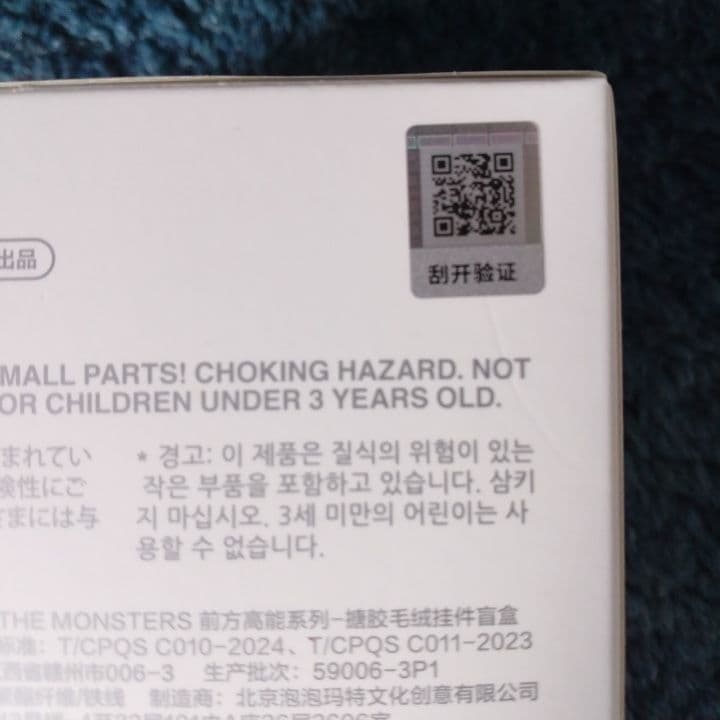 刮开验证
出品
MALL PARTS! CHOKING HAZARD. NOT
OR CHILDREN UNDER 3 YEARS OLD.
まれてい
険性にご
さまには与
* 경고: 이 제품은 질식의 위험이 있는
작은 부품을 포함하고 있습니다. 삼키
지 마십시오. 3세 미만의 어린이는 사
용할 수 없습니다.
THE MONSTERS 前方高能系列-搪胶毛绒挂件盲盒
标准: T/CPQS C010-2024、T/CPQS C011-2023
江西省赣州市006-3 生产批次: 59006-3P1
纤维/铁线 制造商: 北京泡泡玛特文化创意有限公司